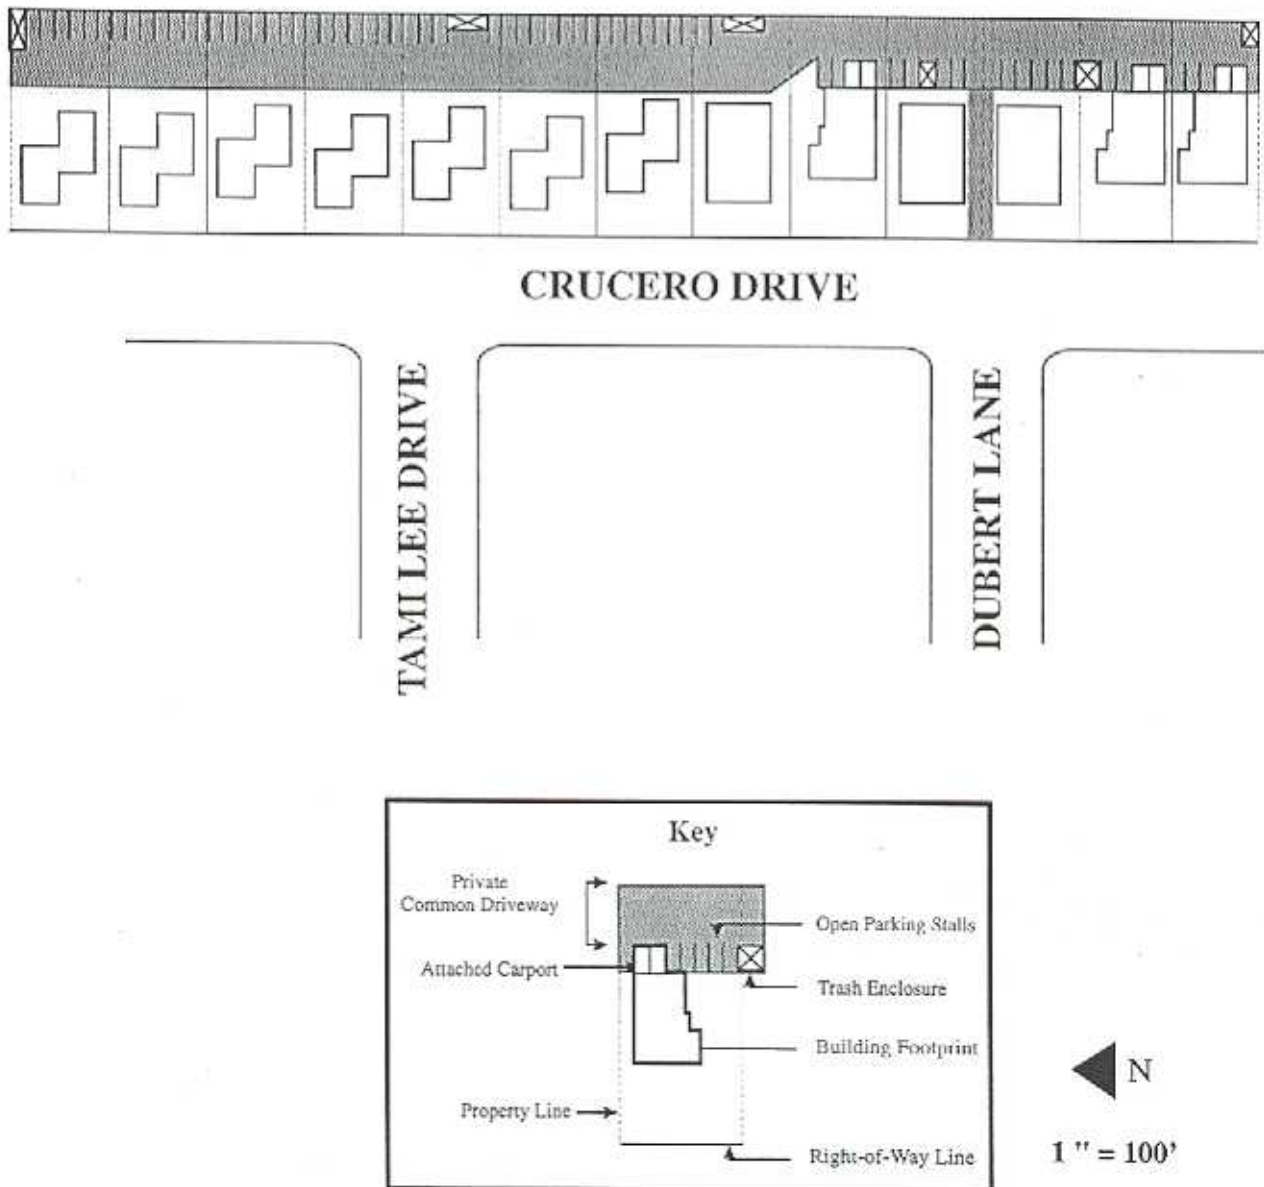 CRUCERO DRIVE
TAMI LEE DRIVE
DUBERT LANE
Key
Private
Common Driveway
Open Parking Stalls
Attached Carport
Trash Enclosure
Building Footprint
Property Line
Right-of-Way Line
N
1 " = 100'